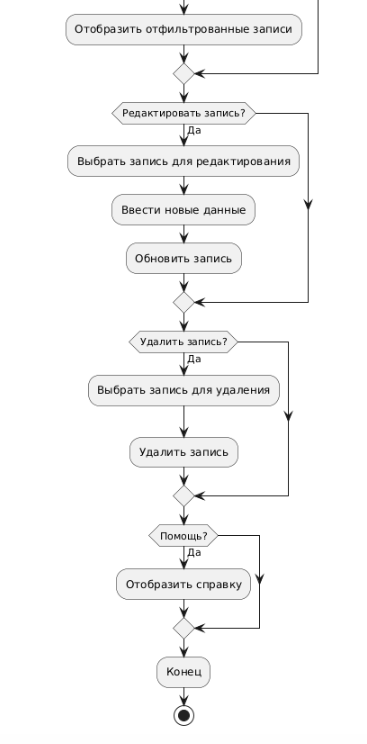 Отобразить отфильтрованные записи
Редактировать запись?
Да
Выбрать запись для редактирования
Ввести новые данные
Обновить запись
Удалить запись?
Да
Выбрать запись для удаления
Удалить запись
Помощь?
Да
Отобразить справку
Конец